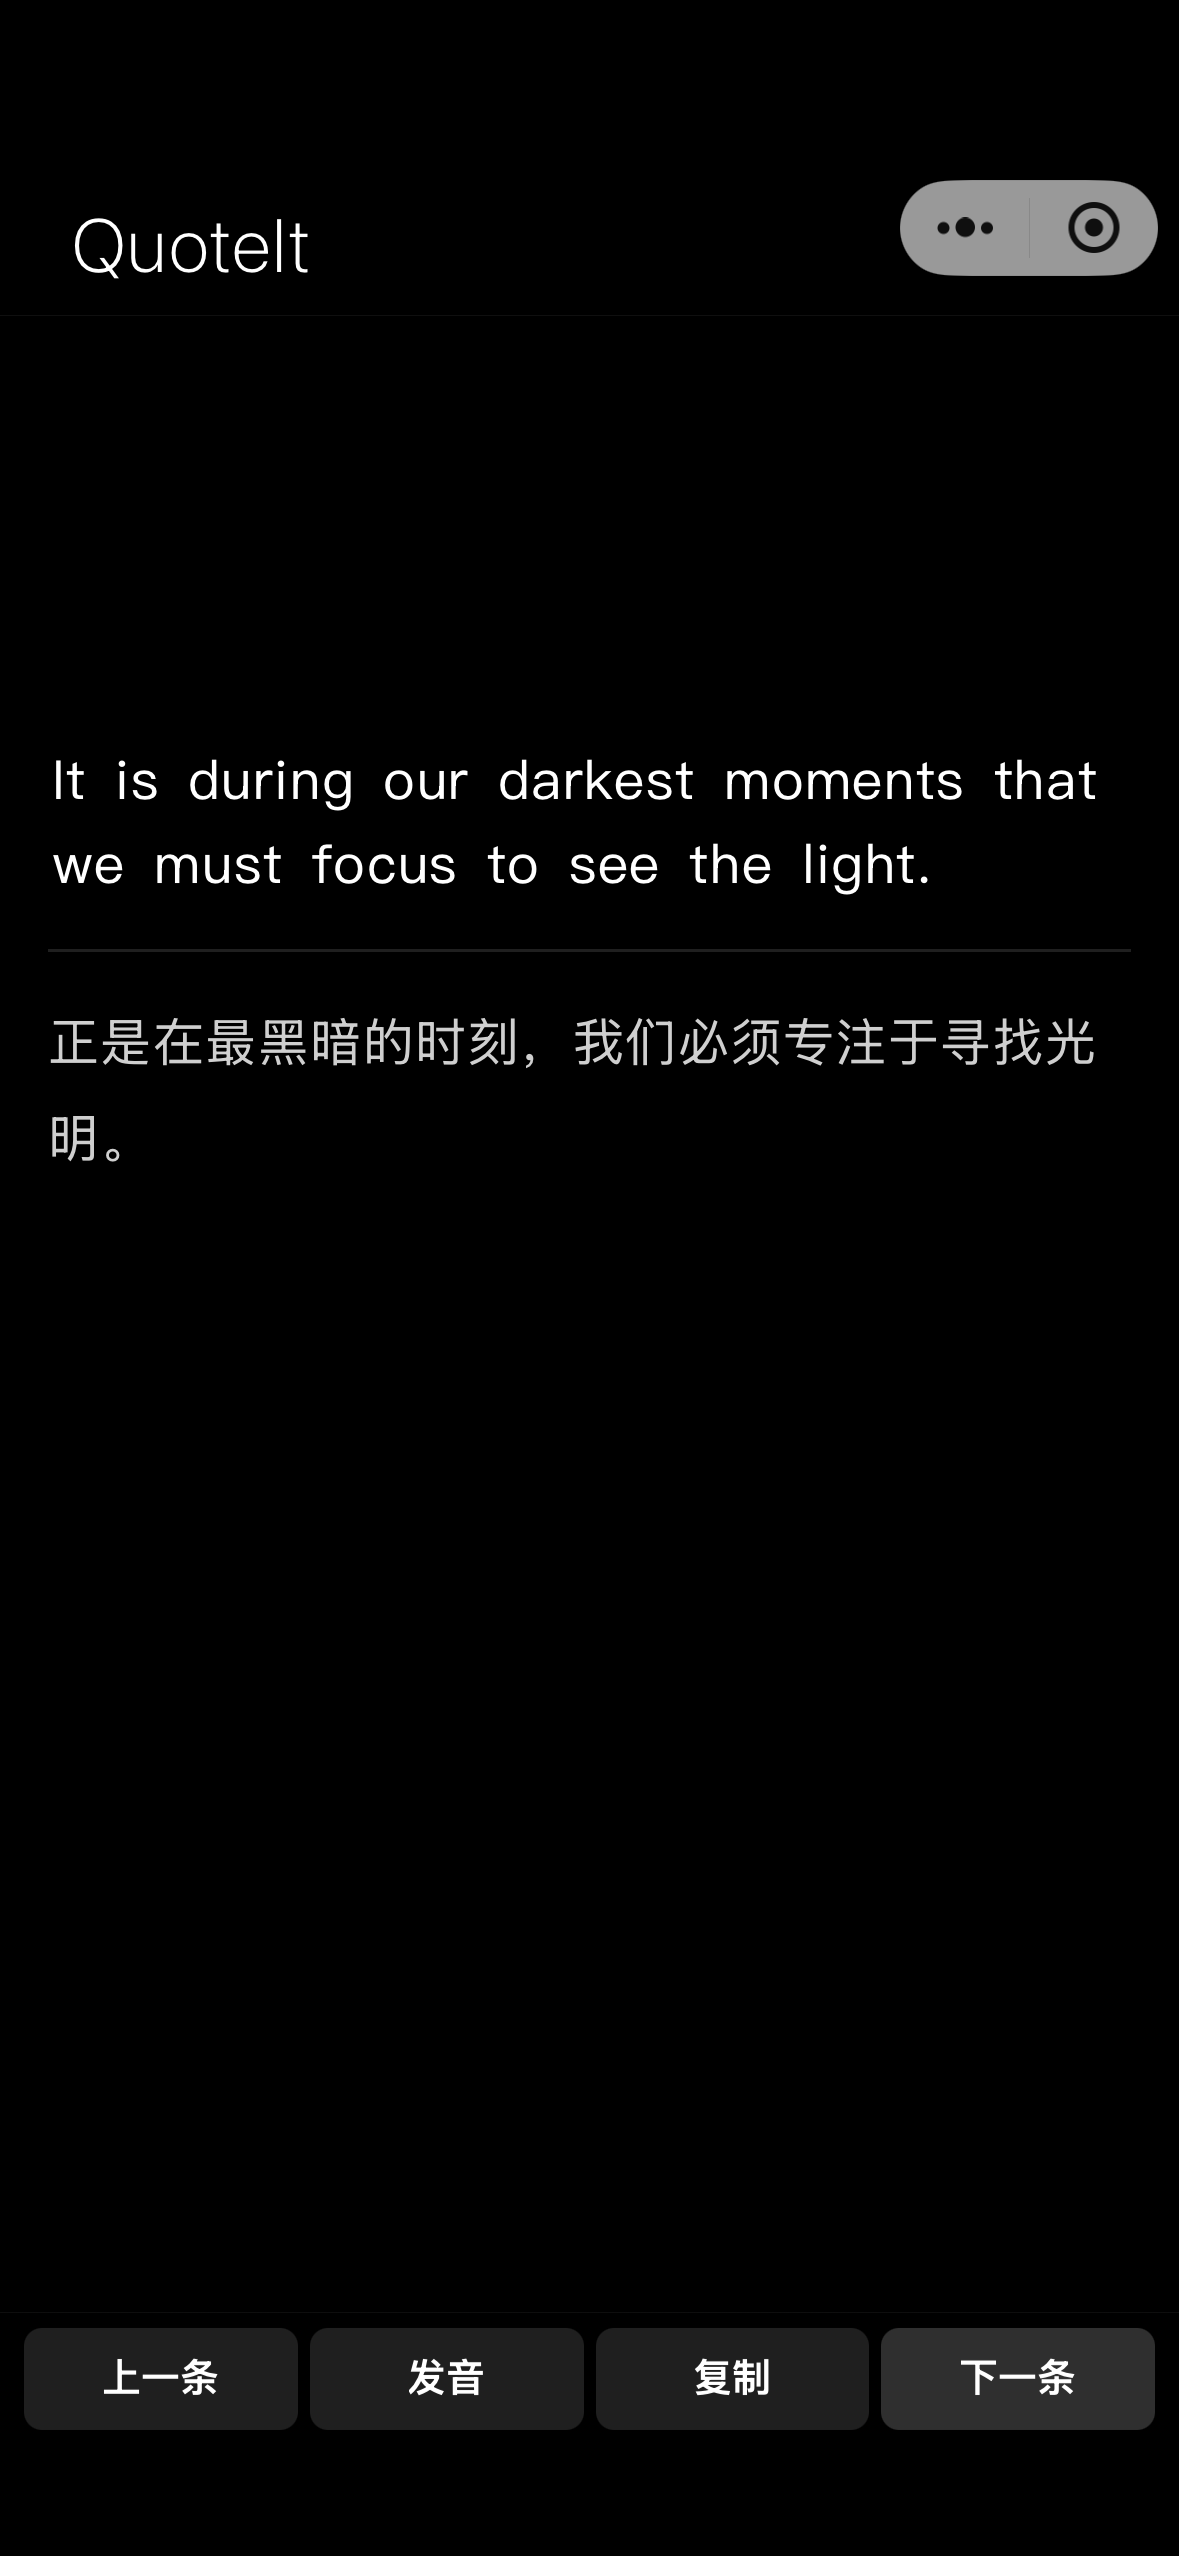 QuoteIt
It is during our darkest moments that
we must focus to see the light.
正是在最黑暗的时刻，我们必须专注于寻找光
明。
上一条
发音
复制
下一条